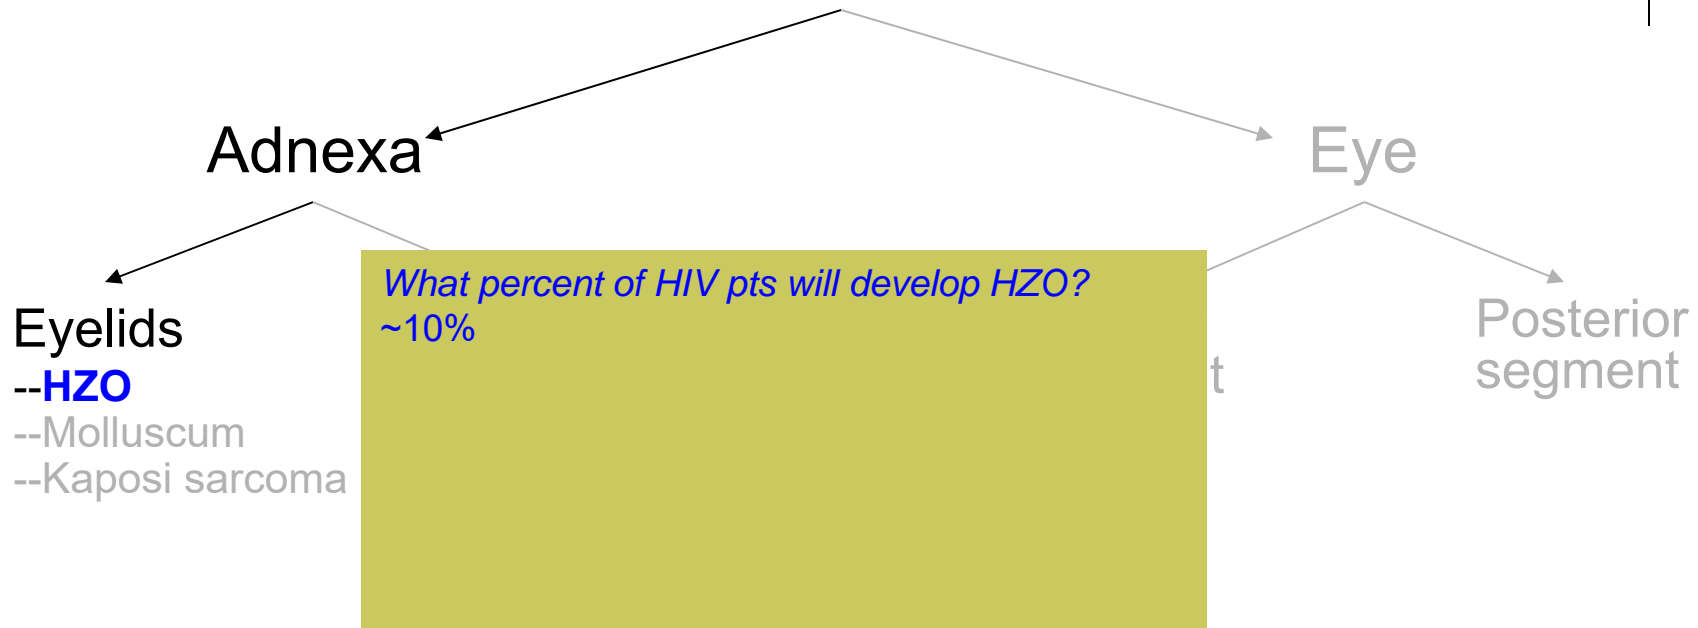 Adnexa
Eye
What percent of HIV pts will develop HZO?
~10%
Eyelids
--HZO
--Molluscum
--Kaposi sarcoma
t
Posterior
segment